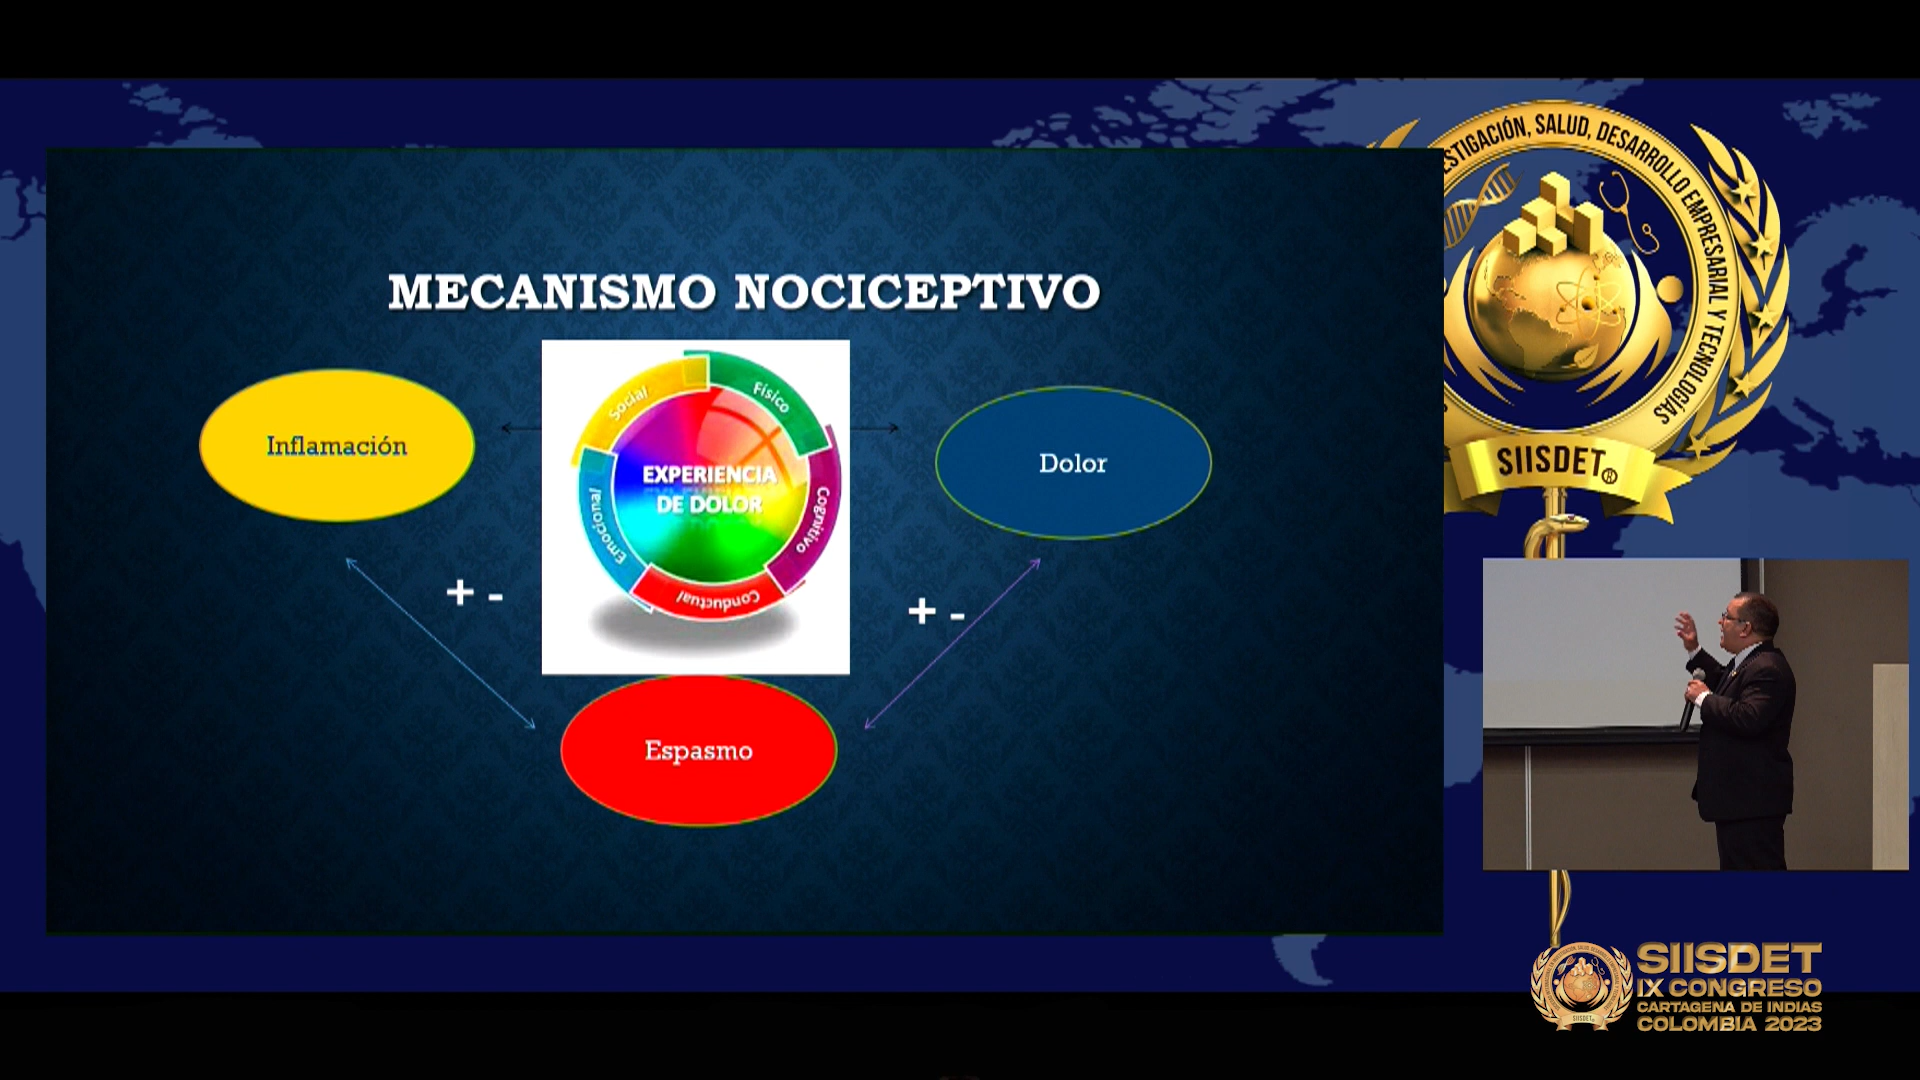 MECANISMO NOCICEPTIVO
Inflamación
Social
Físico
EXPERIENCIA
DE DOLOR
Emocional
Cognitivo
Conductual
Dolor
+ -
+ -
Espasmo
STIGACIÓN, SALUD, DESARROLLO EMPRESARIAL Y TECNOLOGÍAS
SIISDET®
SIISDET
IX CONGRESO
CARTAGENA DE INDIAS
COLOMBIA 2023